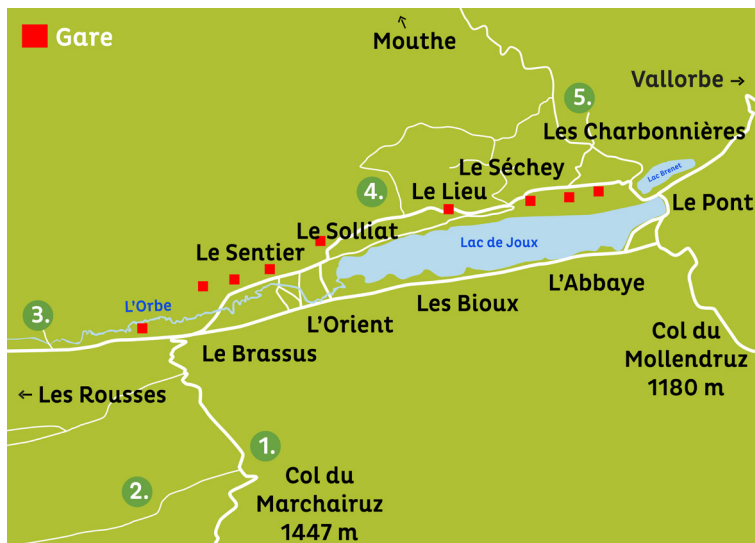 Gare
↑
Mouthe
Vallorbe →
5.
Les Charbonnières
Lac Brenet
Le Séchey
4.
Le Lieu
Le Pont
Le Solliat
Lac de Joux
Le Sentier
L'Abbaye
L'Orbe
Les Bioux
3.
L'Orient
Le Brassus
Col du
Mollendruz
1180 m
← Les Rousses
1.
Col du
Marchairuz
1447 m
2.